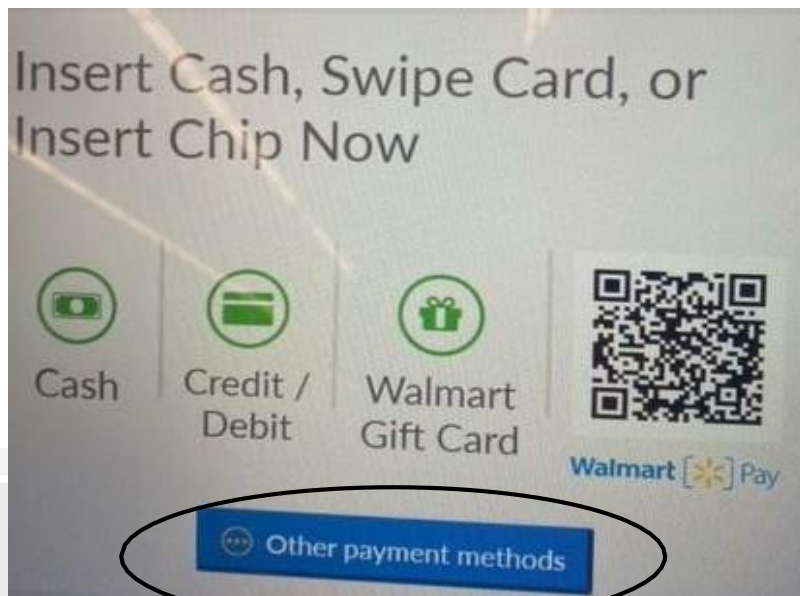 Insert Cash, Swipe Card, or
Insert Chip Now
Cash
Credit /
Debit
Walmart
Gift Card
Walmart Pay
Other payment methods